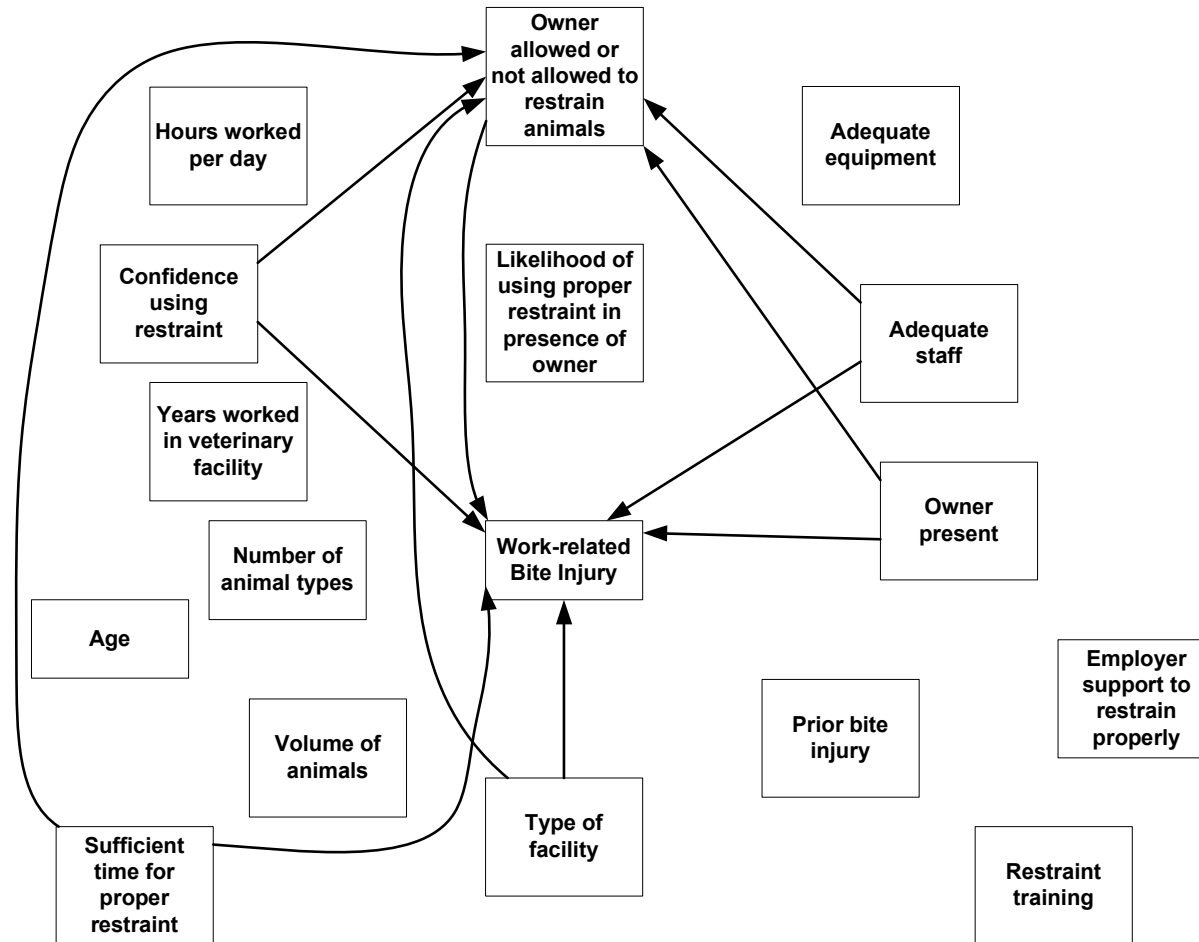 Owner
allowed or
not allowed to
restrain
animals
Hours worked
per day
Adequate
equipment
Confidence
using
restraint
Likelihood of
using proper
restraint in
presence of
owner
Adequate
staff
Years worked
in veterinary
facility
Owner
present
Number of
animal types
Work-related
Bite Injury
Age
Employer
support to
restrain
properly
Prior bite
injury
Volume of
animals
Type of
facility
Sufficient
time for
proper
restraint
Restraint
training